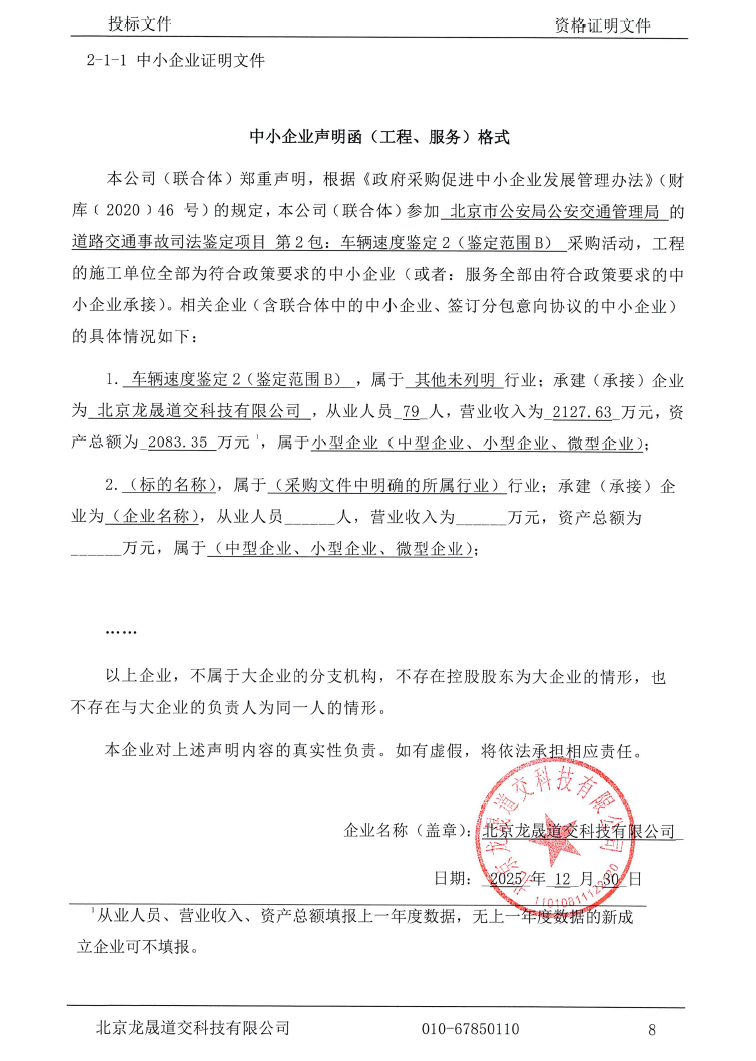 投标文件 资格证明文件
2-1-1 中小企业证明文件
中小企业声明函（工程、服务）格式
本公司（联合体）郑重声明，根据《政府采购促进中小企业发展管理办法》（财
库﹝2020﹞46 号）的规定，本公司（联合体）参加 北京市公安局公安交通管理局 的
道路交通事故司法鉴定项目 第2包：车辆速度鉴定2（鉴定范围B） 采购活动，工程
的施工单位全部为符合政策要求的中小企业（或者：服务全部由符合政策要求的中
小企业承接）。相关企业（含联合体中的中小企业、签订分包意向协议的中小企业）
的具体情况如下：
1. 车辆速度鉴定2（鉴定范围B） ，属于 其他未列明 行业；承建（承接）企业
为 北京龙晟道交科技有限公司 ，从业人员 79 人，营业收入为 2127.63 万元，资
产总额为 2083.35 万元¹，属于小型企业（中型企业、小型企业、微型企业）；
2.（标的名称），属于（采购文件中明确的所属行业）行业；承建（承接）企
业为（企业名称），从业人员______人，营业收入为______万元，资产总额为
______万元，属于（中型企业、小型企业、微型企业）；
……
以上企业，不属于大企业的分支机构，不存在控股股东为大企业的情形，也
不存在与大企业的负责人为同一人的情形。
本企业对上述声明内容的真实性负责。如有虚假，将依法承担相应责任。
企业名称（盖章）：北京龙晟道交科技有限公司
日期： 2025 年 12 月 30 日
北京龙晟道交科技有限公司
¹从业人员、营业收入、资产总额填报上一年度数据，无上一年度数据的新成
立企业可不填报。
北京龙晟道交科技有限公司 010-67850110 8